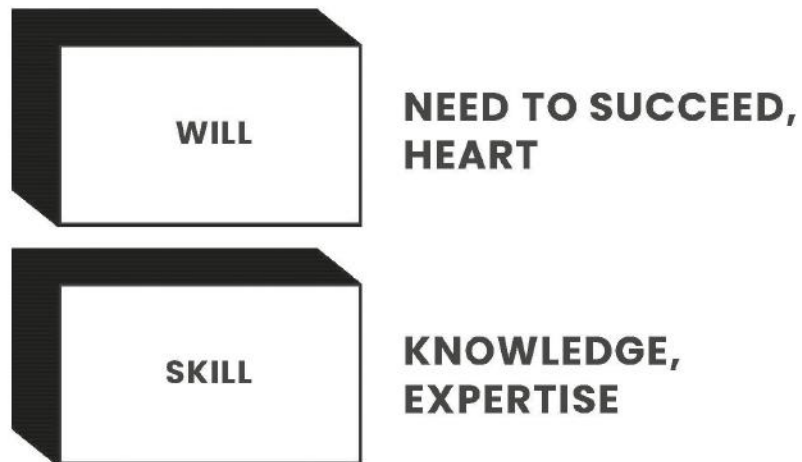 WILL
NEED TO SUCCEED,
HEART
SKILL
KNOWLEDGE,
EXPERTISE